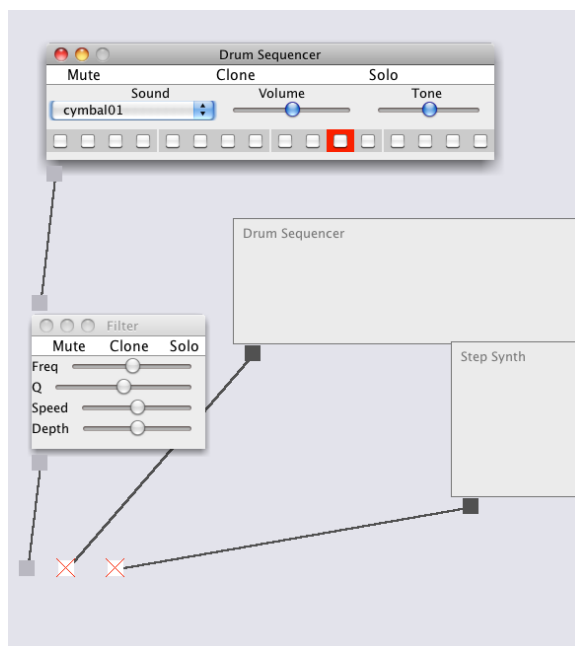 Drum Sequencer
Mute Clone Solo
Sound Volume Tone
cymbal01
Drum Sequencer
Filter
Mute Clone Solo
Freq
Q
Speed
Depth
Step Synth